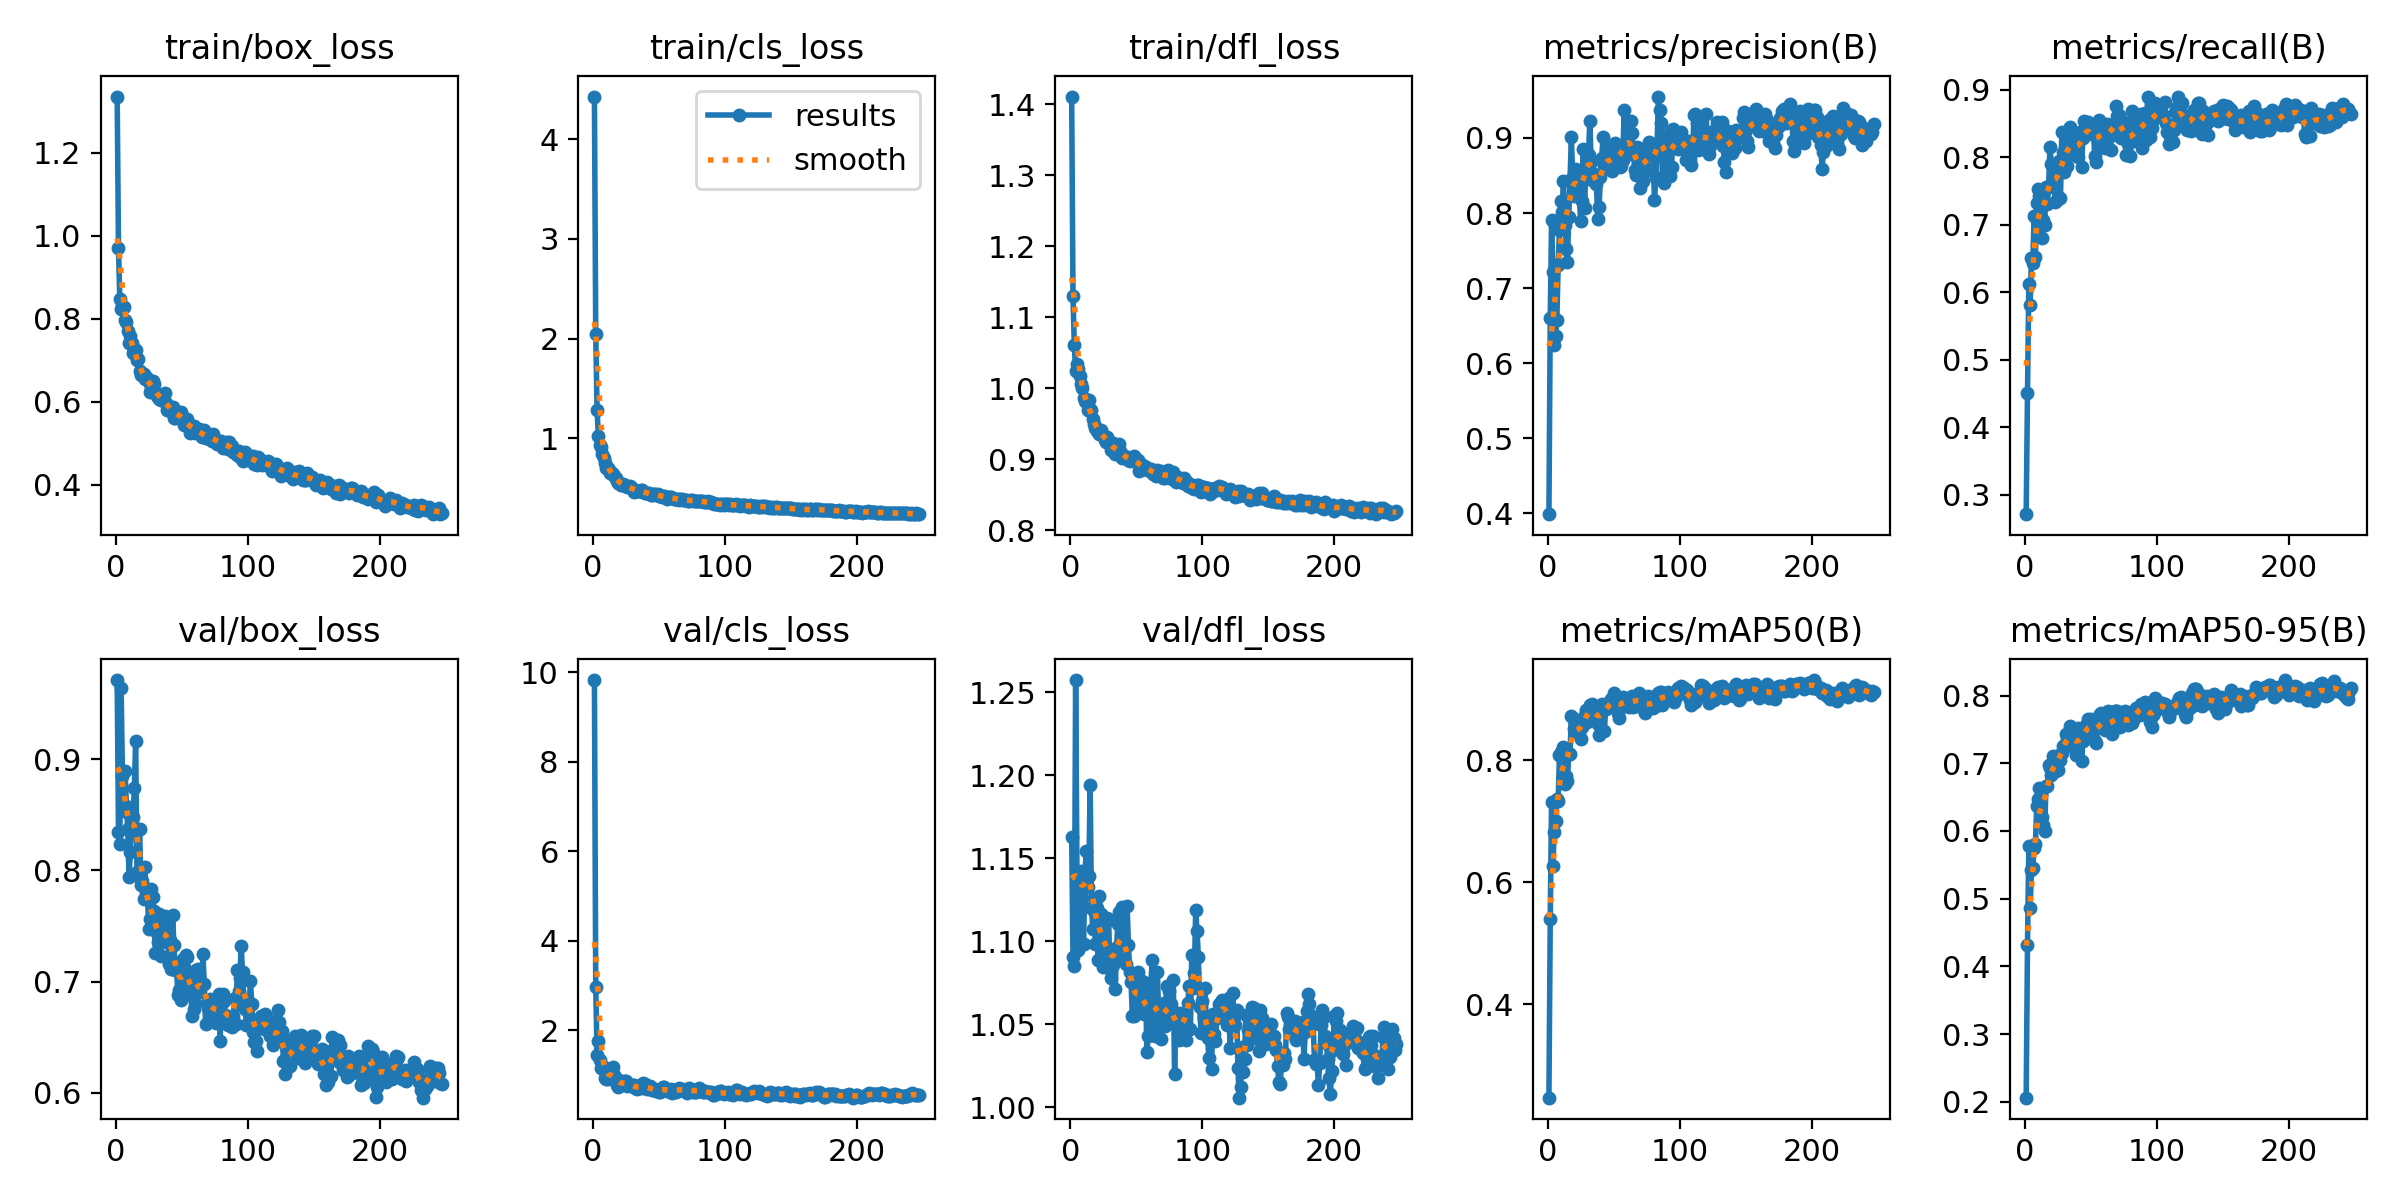 train/box_loss
1.2
1.0
0.8
0.6
0.4
0 100 200
train/cls_loss
results
smooth
4
3
2
1
0 100 200
train/dfl_loss
1.4
1.3
1.2
1.1
1.0
0.9
0.8
0 100 200
metrics/precision(B)
0.9
0.8
0.7
0.6
0.5
0.4
0 100 200
metrics/recall(B)
0.9
0.8
0.7
0.6
0.5
0.4
0.3
0 100 200
val/box_loss
0.9
0.8
0.7
0.6
0 100 200
val/cls_loss
10
8
6
4
2
0 100 200
val/dfl_loss
1.25
1.20
1.15
1.10
1.05
1.00
0 100 200
metrics/mAP50(B)
0.8
0.6
0.4
0 100 200
metrics/mAP50-95(B)
0.8
0.7
0.6
0.5
0.4
0.3
0.2
0 100 200